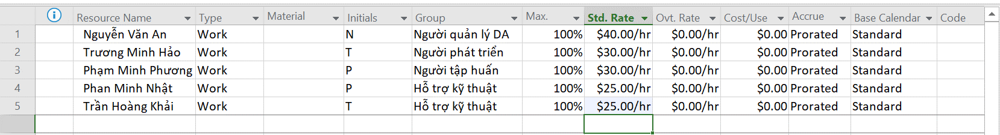 Resource Name Type Material Initials Group Max. Std. Rate Ovt. Rate Cost/Use Accrue Base Calendar Code
1 Nguyễn Văn An Work N Người quản lý DA 100% $40.00/hr $0.00/hr $0.00 Prorated Standard
2 Trương Minh Hảo Work T Người phát triển 100% $30.00/hr $0.00/hr $0.00 Prorated Standard
3 Phạm Minh Phương Work P Người tập huấn 100% $30.00/hr $0.00/hr $0.00 Prorated Standard
4 Phan Minh Nhật Work P Hỗ trợ kỹ thuật 100% $25.00/hr $0.00/hr $0.00 Prorated Standard
5 Trần Hoàng Khải Work T Hỗ trợ kỹ thuật 100% $25.00/hr $0.00/hr $0.00 Prorated Standard